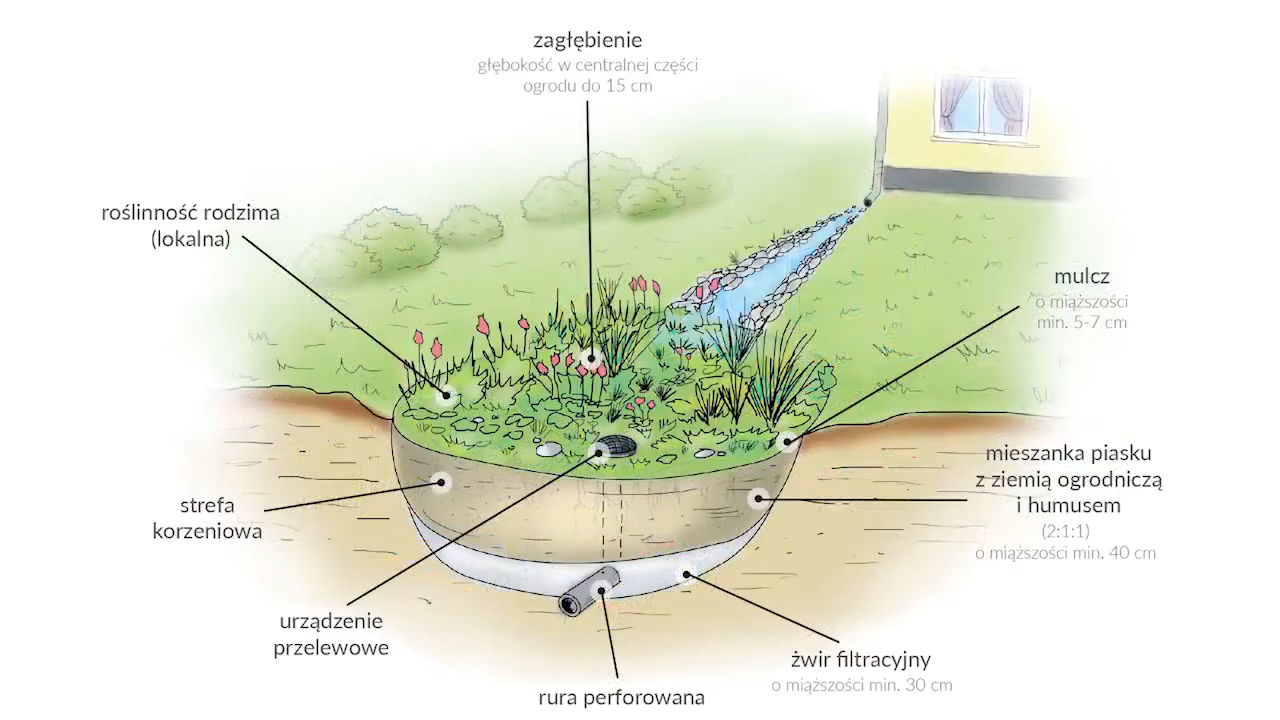 zagłębienie
głębokość w centralnej części
ogrodu do 15 cm
roślinność rodzima
(lokalna)
mulcz
o miąższości
min. 5-7 cm
mieszanka piasku
z ziemią ogrodniczą
i humusem
(2:1:1)
o miąższości min. 40 cm
strefa
korzeniowa
urządzenie
przelewowe
żwir filtracyjny
o miąższości min. 30 cm
rura perforowana